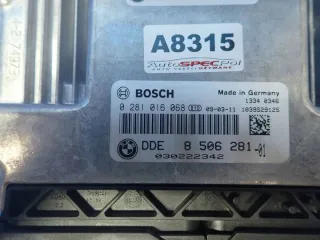 A8315
AutoSPECPol
BOSCH
Made in Germany
0 281 016 068
09-03-11
1334 0346
1039S29125
DDE 8 506 281-01
030222342